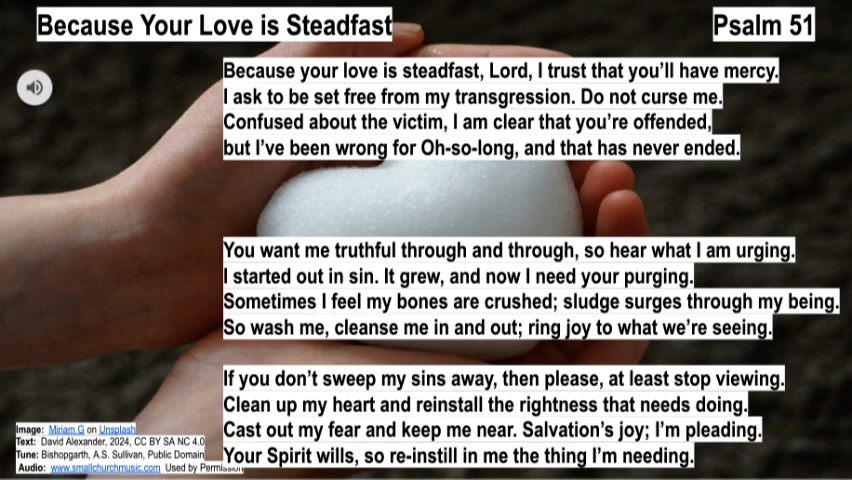 Because Your Love is Steadfast
Psalm 51
Because your love is steadfast, Lord, I trust that you'll have mercy.
I ask to be set free from my transgression. Do not curse me.
Confused about the victim, I am clear that you're offended,
but I've been wrong for Oh-so-long, and that has never ended.
You want me truthful through and through, so hear what I am urging.
I started out in sin. It grew, and now I need your purging.
Sometimes I feel my bones are crushed; sludge surges through my being.
So wash me, cleanse me in and out; ring joy to what we're seeing.
If you don't sweep my sins away, then please, at least stop viewing.
Clean up my heart and reinstall the rightness that needs doing.
Cast out my fear and keep me near. Salvation's joy; I'm pleading.
Your Spirit wills, so re-instill in me the thing I'm needing.
Image: Miriam G on Unsplash
Text: David Alexander, 2024, CC BY SA NC 4.0
Tune: Bishopgarth, A.S. Sullivan, Public Domain
Audio: www.smallchurchmusic.com Used by Permission